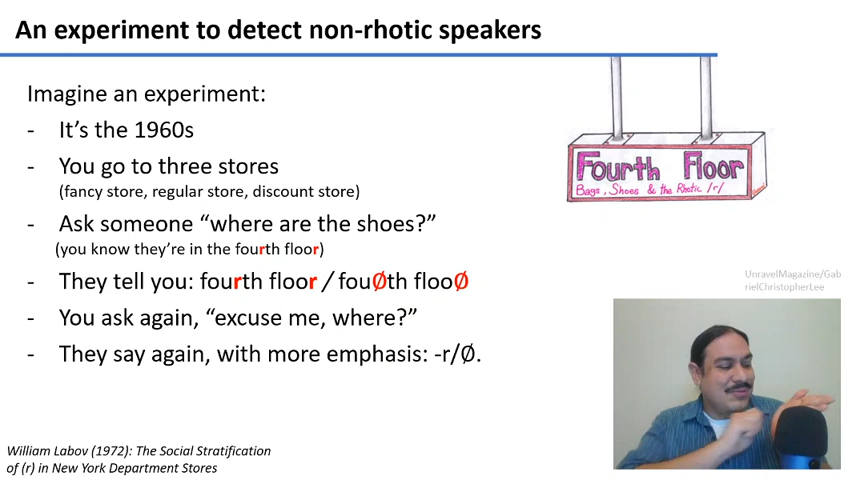 An experiment to detect non-rhotic speakers
Imagine an experiment:
- It's the 1960s
- You go to three stores
(fancy store, regular store, discount store)
- Ask someone “where are the shoes?”
(you know they're in the fourth floor)
- They tell you: fourth floor / fouØth flooØ
- You ask again, “excuse me, where?”
- They say again, with more emphasis: -r/Ø.
Fourth Floor
Bags, Shoes & the Rhotic /r/
UnravelMagazine/Gab
rielChristopherLee
William Labov (1972): The Social Stratification
of (r) in New York Department Stores